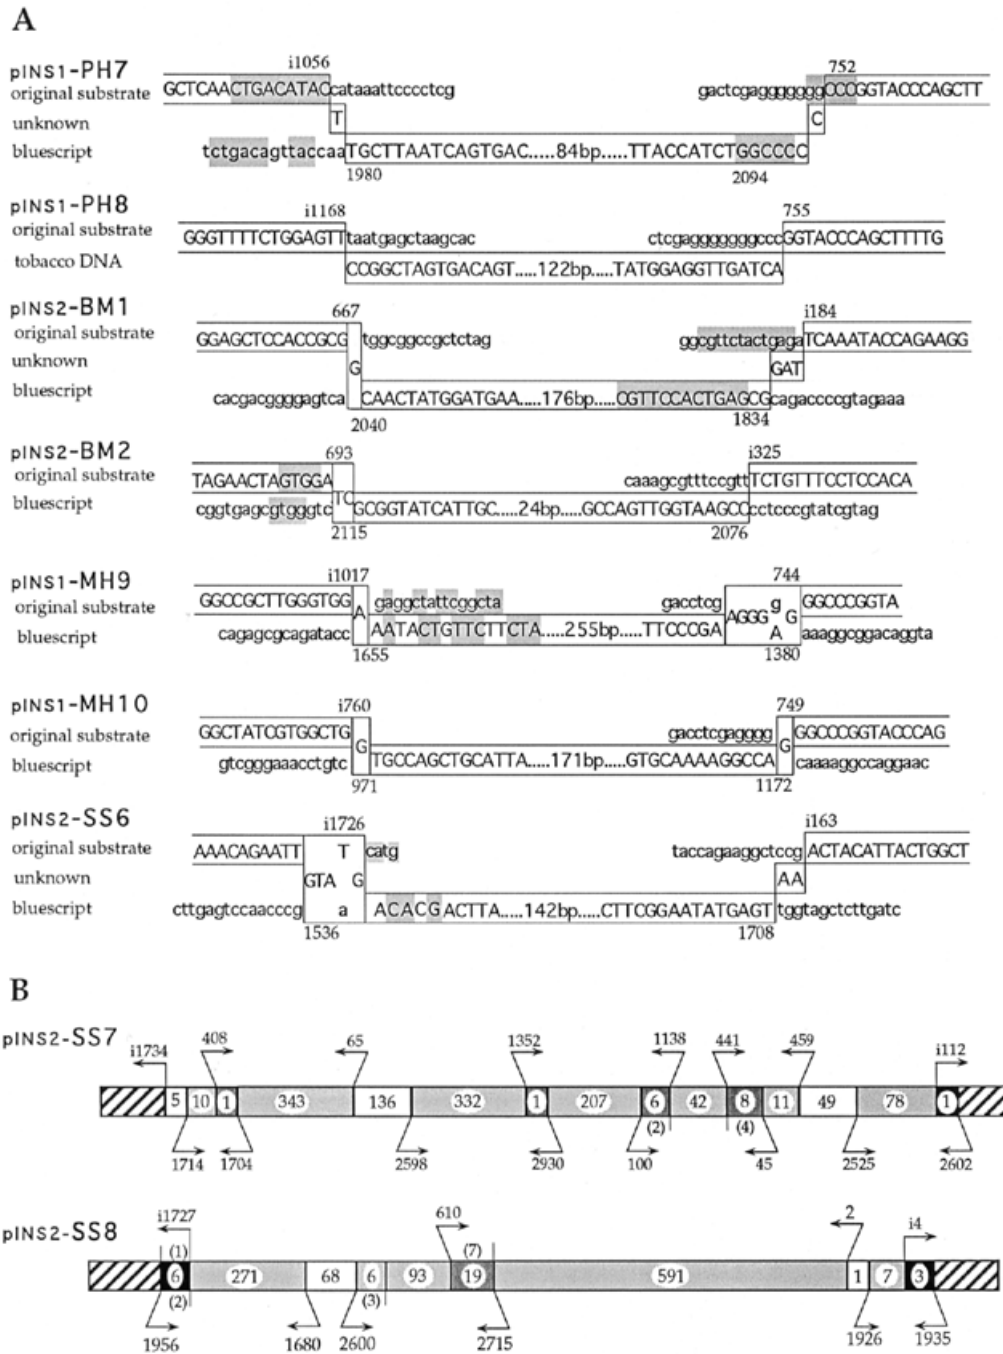 A
pINS1-PH7
i1056
752
original substrate
GCTCAACTGACATACcataaattcccctcg
gactcgagggggggCCCGGTACCCAGCTT
unknown
T
C
bluescript
tctgacagttaccaaTGCTTAATCAGTGAC.....84bp.....TTACCATCTGGCCCC
1980
2094
pINS1-PH8
i1168
755
original substrate
GGGTTTTCTGGAGTTtaatgagctaagcac
ctcgagggggggcccGGTACCCAGCTTTTG
tobacco DNA
CCGGCTAGTGACAGT.....122bp.....TATGGAGGTTGATCA
pINS2-BM1
667
i184
original substrate
GGAGCTCCACCGCG
tggcggccgctctag
ggcgttctactgagaTCAAATACCAGAAGG
unknown
G
GAT
bluescript
cacgacggggagtca
CAACTATGGATGAA....176bp.....CGTTCCACTGAGCGcagaccccgtagaaa
2040
1834
pINS2-BM2
693
i325
original substrate
TAGAACTAGTGGA
caaagcgtttccgttTCTGTTTCCTCCACA
TC
bluescript
cggtgagcgtgggtc
GCGGTATCATTGC.....24bp.....GCCAGTTGGTAAGCCcctcccgtatcgtag
2115
2076
pINS1-MH9
i1017
744
original substrate
GGCCGCTTGGGTGG
gaggctattcggcta
gacctcg
g
GGCCCGGTA
A
AGGG
G
bluescript
cagagcgcagatacc
AATACTGTTCTTCTA.....255bp.....TTCCCGA
A
aaaggcggacaggta
1655
1380
pINS1-MH10
i760
749
original substrate
GGCTATCGTGGCTG
gacctcgagggg
GGCCCGGTACCCAG
G
G
bluescript
gtcgggaaacctgtc
TGCCAGCTGCATTA.....171bp.....GTGCAAAAGGCCA
caaaaggccaggaac
971
1172
pINS2-SS6
i1726
i163
original substrate
AAACAGAATT
T
catg
taccagaaggctccg
ACTACATTACTGGCT
unknown
GTA
G
AA
bluescript
cttgagtccaacccg
a
ACACGACTTA.....142bp.....CTTCGGAATATGAGT
tggtagctcttgatc
1536
1708
B
pINS2-SS7
i1734
408
65
1352
1138
441
459
i112
5
10
1
343
136
332
1
207
6
42
8
11
49
78
1
(2)
(4)
1714
1704
2598
2930
100
45
2525
2602
pINS2-SS8
i1727
610
2
i4
(1)
(7)
6
271
68
6
93
19
591
1
7
3
(2)
(3)
1956
1680
2600
2715
1926
1935